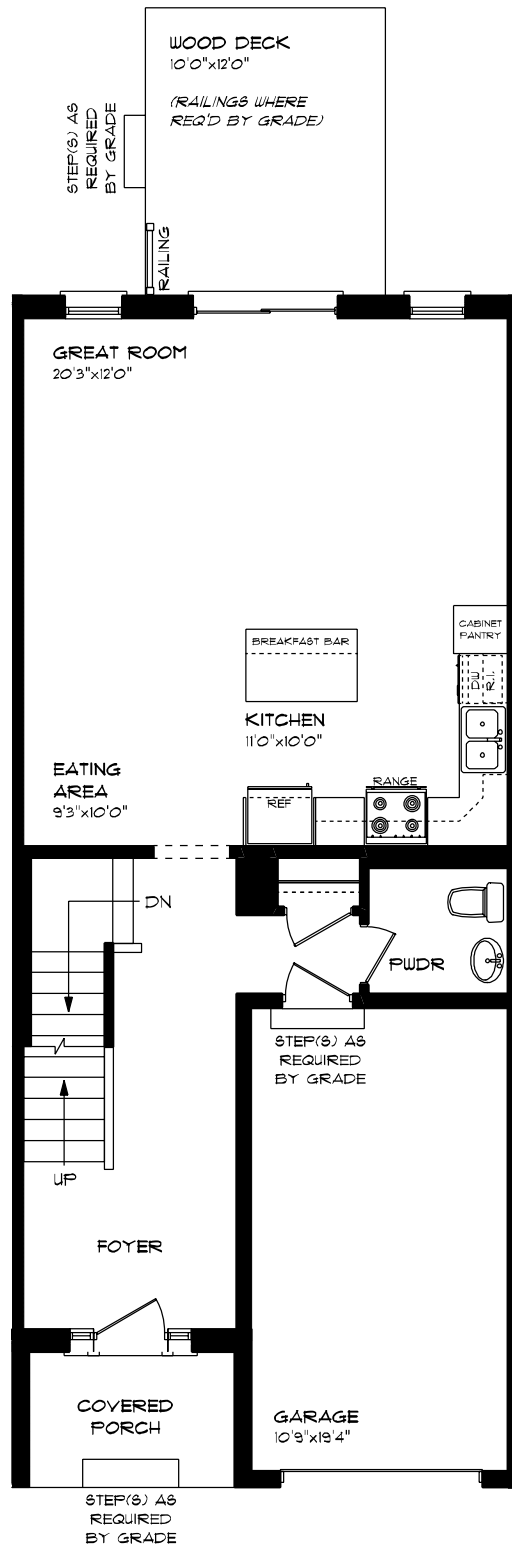 WOOD DECK
10'0"x12'0"
(RAILINGS WHERE
REQ'D BY GRADE)
STEP(S) AS
REQUIRED
BY GRADE
RAILING
GREAT ROOM
20'3"x12'0"
CABINET
PANTRY
BREAKFAST BAR
DW
R.I.
KITCHEN
11'0"x10'0"
EATING
AREA
9'3"x10'0"
RANGE
REF
DN
PWDR
STEP(S) AS
REQUIRED
BY GRADE
UP
FOYER
COVERED
PORCH
GARAGE
10'9"x19'4"
STEP(S) AS
REQUIRED
BY GRADE